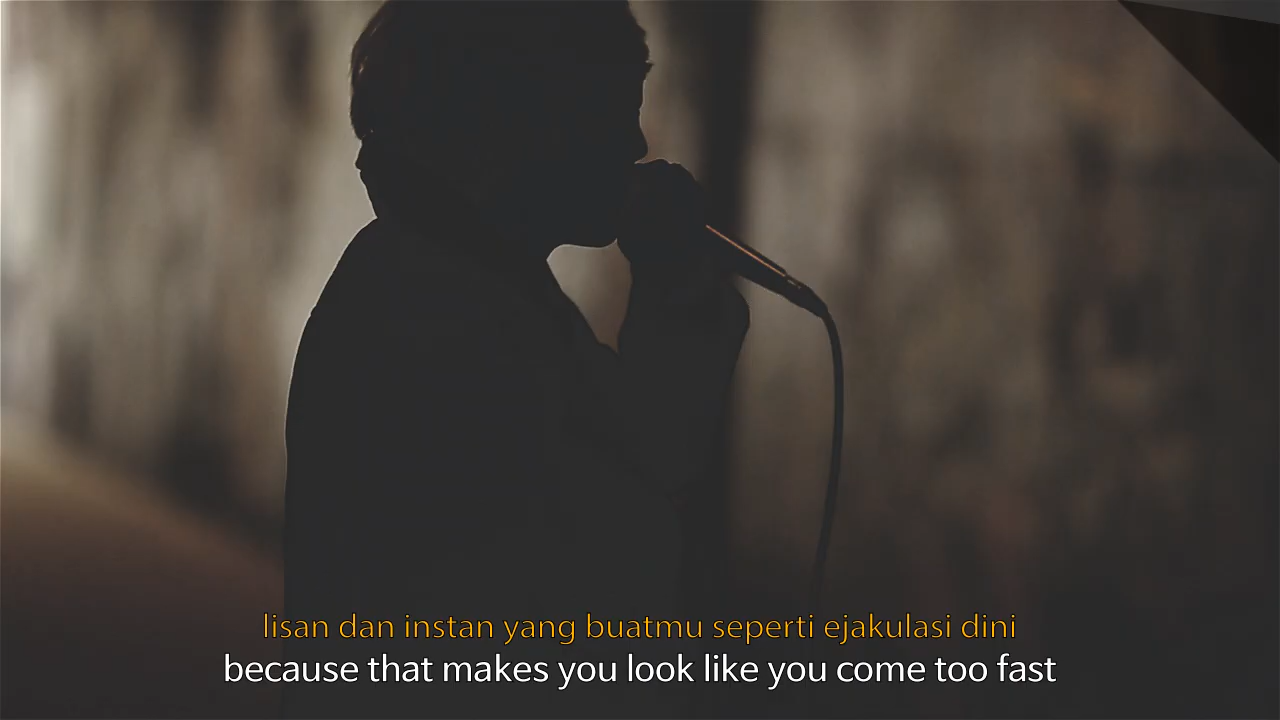 lisan dan instan yang buatmu seperti ejakulasi dini
because that makes you look like you come too fast